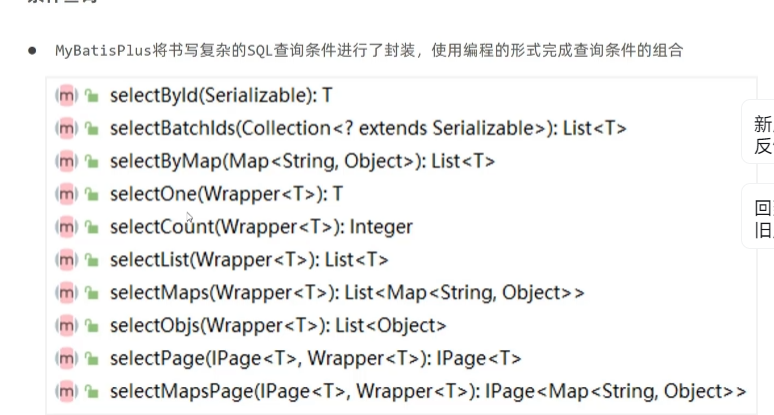 ● MyBatisPlus将书写复杂的SQL查询条件进行了封装，使用编程的形式完成查询条件的组合
m selectById(Serializable): T
m selectBatchIds(Collection<? extends Serializable>): List<T>
m selectByMap(Map<String, Object>): List<T>
m selectOne(Wrapper<T>): T
m selectCount(Wrapper<T>): Integer
m selectList(Wrapper<T>): List<T>
m selectMaps(Wrapper<T>): List<Map<String, Object>>
m selectObjs(Wrapper<T>): List<Object>
m selectPage(IPage<T>, Wrapper<T>): IPage<T>
m selectMapsPage(IPage<T>, Wrapper<T>): IPage<Map<String, Object>>
新
回
旧